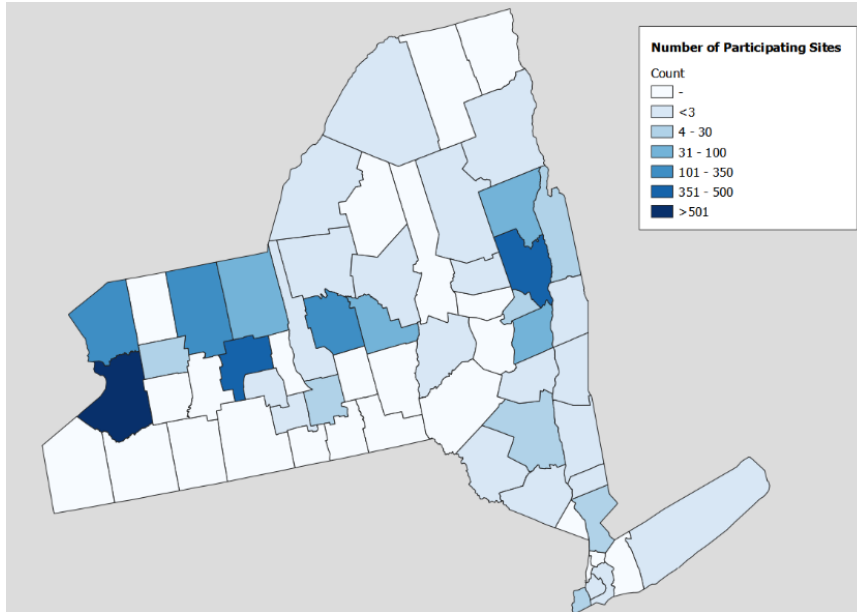 Number of Participating Sites
Count
-
<3
4 - 30
31 - 100
101 - 350
351 - 500
>501